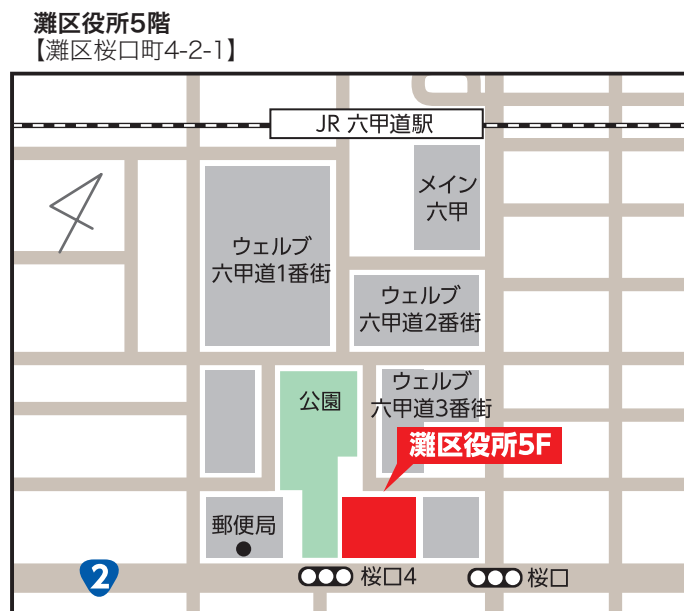 灘区役所5階
【灘区桜口町4-2-1】
JR 六甲道駅
メイン
六甲
ウェルブ
六甲道1番街
ウェルブ
六甲道2番街
公園
ウェルブ
六甲道3番街
灘区役所5F
郵便局
2
桜口4
桜口